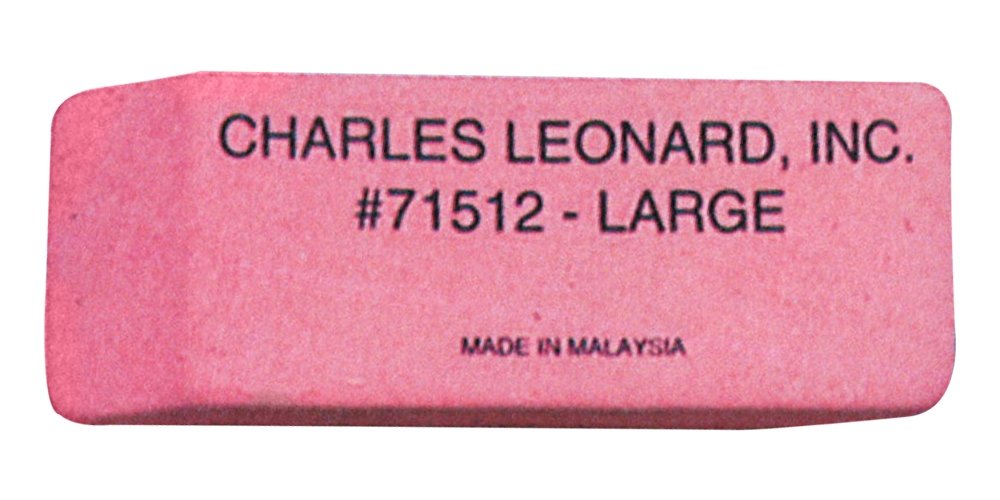 CHARLES LEONARD, INC.
#71512 - LARGE
MADE IN MALAYSIA